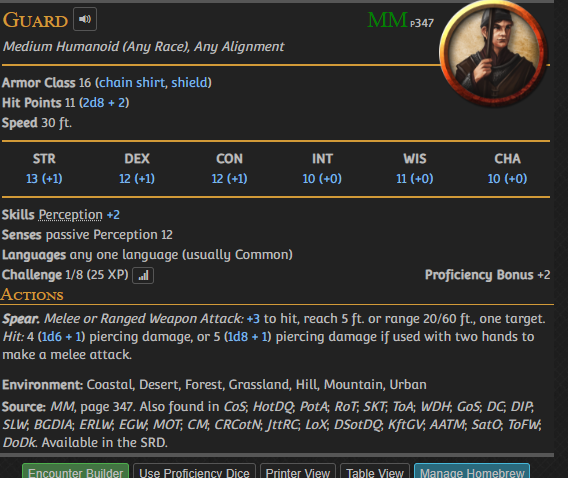 Guard
MM P347
Medium Humanoid (Any Race), Any Alignment
Armor Class 16 (chain shirt, shield)
Hit Points 11 (2d8 + 2)
Speed 30 ft.
STR DEX CON INT WIS CHA
13 (+1) 12 (+1) 12 (+1) 10 (+0) 11 (+0) 10 (+0)
Skills Perception +2
Senses passive Perception 12
Languages any one language (usually Common)
Challenge 1/8 (25 XP) Proficiency Bonus +2
Actions
Spear. Melee or Ranged Weapon Attack: +3 to hit, reach 5 ft. or range 20/60 ft., one target.
Hit: 4 (1d6 + 1) piercing damage, or 5 (1d8 + 1) piercing damage if used with two hands to
make a melee attack.
Environment: Coastal, Desert, Forest, Grassland, Hill, Mountain, Urban
Source: MM, page 347. Also found in CoS; HotDQ; PotA; RoT; SKT; ToA; WDH; GoS; DC; DIP;
SLW; BGDIA; ERLW; EGW; MOT; CM; CRCotN; JttRC; LoX; DSotDQ; KftGV; AATM; SatO; ToFW;
DoDk. Available in the SRD.
Encounter Builder Use Proficiency Dice Printer View Table View Manage Homebrew